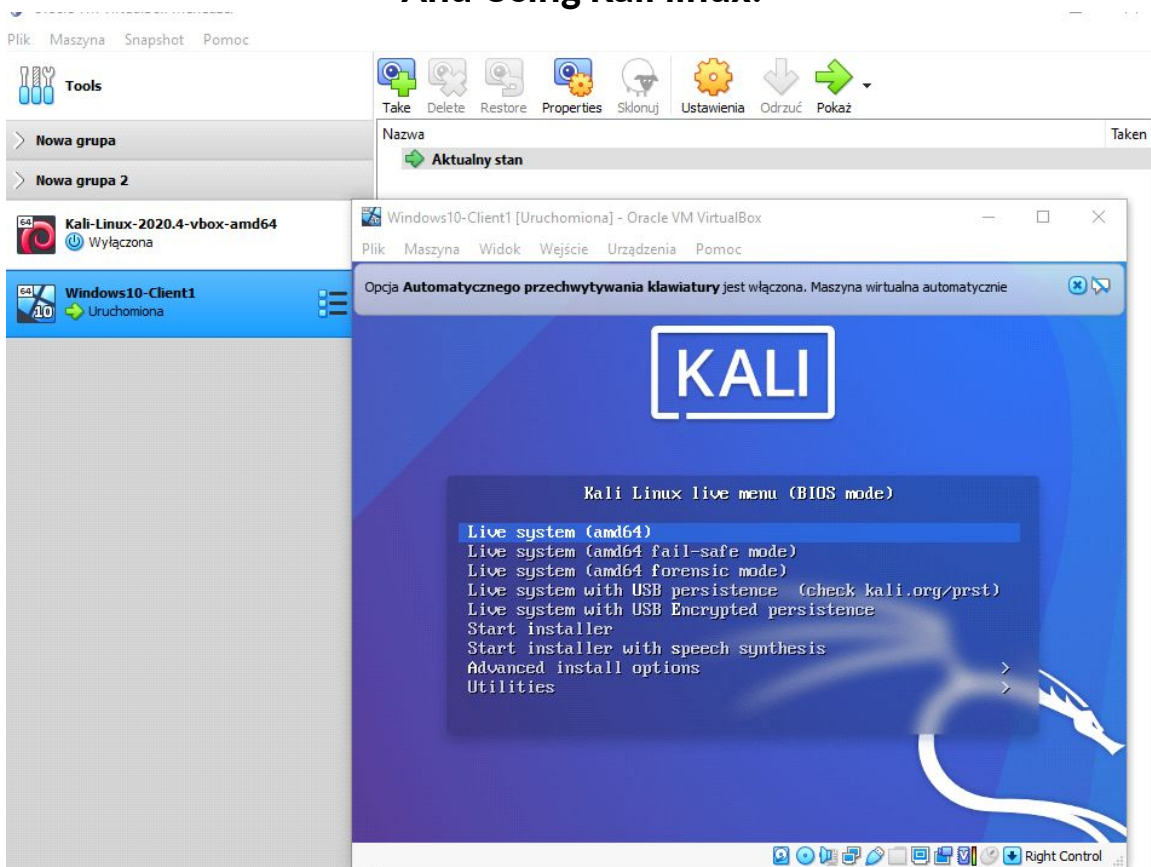 And Using Kali linux.
Plik Maszyna Snapshot Pomoc
Tools
Take Delete Restore Properties Sklonuj Ustawienia Odrzuć Pokaż
Nowa grupa
Nowa grupa 2
Nazwa Taken
Aktualny stan
64
Kali-Linux-2020.4-vbox-amd64
Wyłączona
64
10
Windows10-Client1
Uruchomiona
Windows10-Client1 [Uruchomiona] - Oracle VM VirtualBox
Plik Maszyna Widok Wejście Urządzenia Pomoc
Opcja Automatycznego przechwytywania klawiatury jest włączona. Maszyna wirtualna automatycznie
KALI
Kali Linux live menu (BIOS mode)
Live system (amd64)
Live system (amd64 fail-safe mode)
Live system (amd64 forensic mode)
Live system with USB persistence (check kali.org/prst)
Live system with USB Encrypted persistence
Start installer
Start installer with speech synthesis
Advanced install options >
Utilities >
Right Control